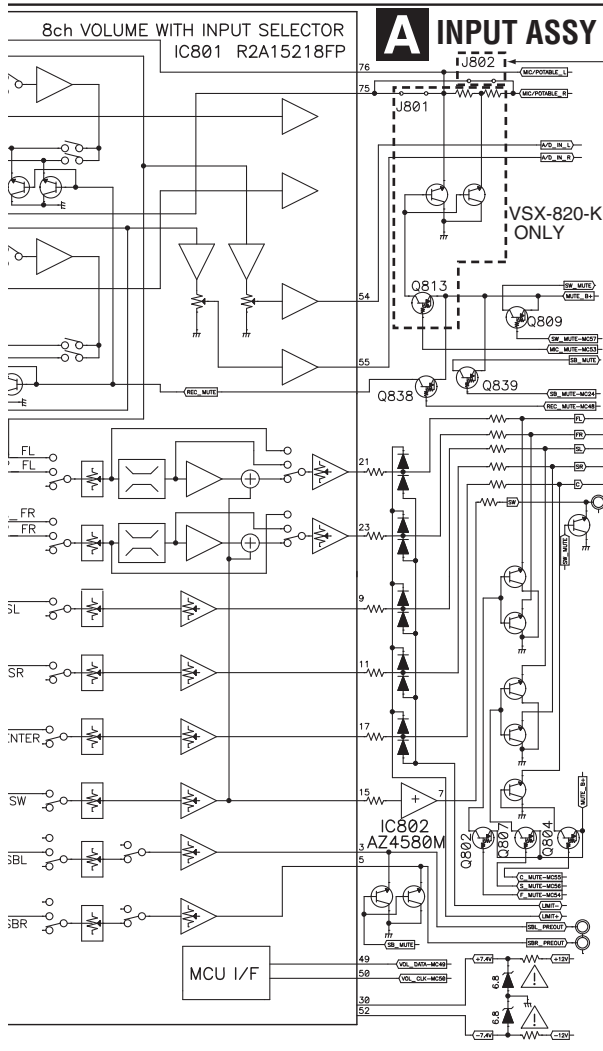 8ch VOLUME WITH INPUT SELECTOR
IC801 R2A15218FP
A INPUT ASSY
J802
76
MIC/POTABLE_L
75
MIC/POTABLE_R
J801
A/D_IN_L
A/D_IN_R
VSX-820-K
ONLY
Q813
54
SW_MUTE
MUTE_B+
Q809
55
SW_MUTE-MC57
MIC_MUTE-MC53
SB_MUTE
REC_MUTE
Q838
Q839
SB_MUTE-MC24
REC_MUTE-MC48
FL
FR
SL
SR
C
SW
FL
FL
21
FR
FR
23
SW_MUTE
SL
9
SR
11
ENTER
17
SW
15
+
7
IC802
AZ4580M
MUTE_B+
Q802
Q807
Q804
SBL
3
5
C_MUTE-MC55
S_MUTE-MC56
F_MUTE-MC54
LIMIT-
LIMIT+
SBR
SBL_PREOUT
SBR_PREOUT
SB_MUTE
MCU I/F
49
VOL_DATA-MC49
50
VOL_CLK-MC50
30
+7.4V
+12V
6.8
52
6.8
-7.4V
-12V